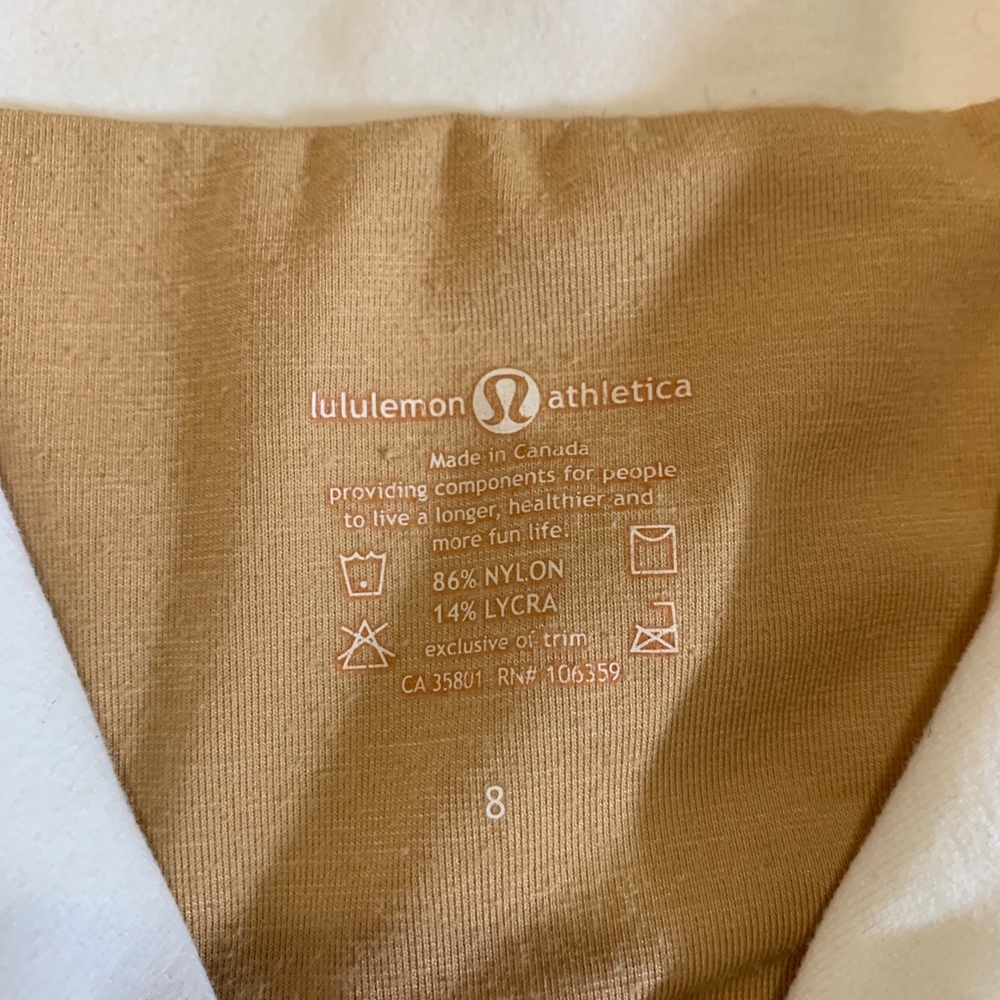 lululemon athletica
Made in Canada
providing components for people
to live a longer, healthier and
more fun life.
86% NYLON
14% LYCRA
exclusive of trim
CA 35801 RN# 106359
8